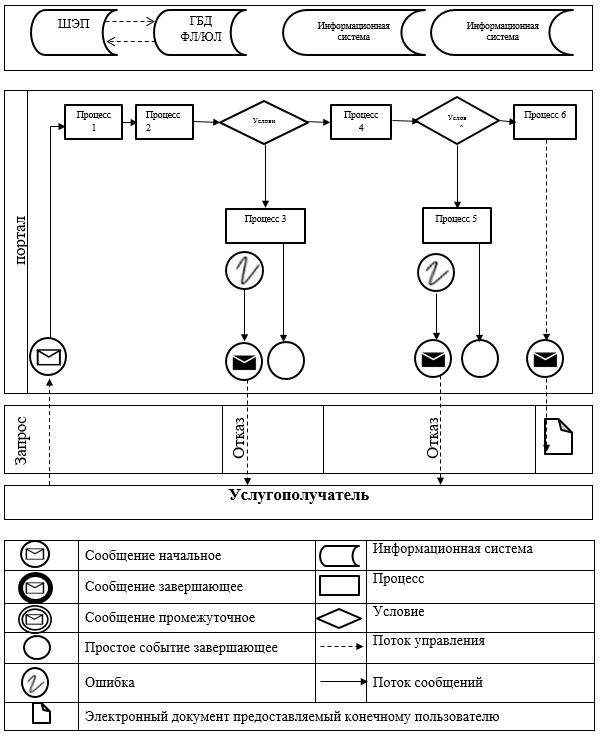 ШЭП
ГБД
ФЛ/ЮЛ
Информационная
система
Информационная
система
портал
Процесс
1
Процесс
2
Услови
Процесс
4
Услов
Процесс 6
Процесс 3
Процесс 5
Запрос
Отказ
Отказ
Услугополучатель
Сообщение начальное
Информационная система
Сообщение завершающее
Процесс
Сообщение промежуточное
Условие
Простое событие завершающее
Поток управления
Ошибка
Поток сообщений
Электронный документ предоставляемый конечному пользователю